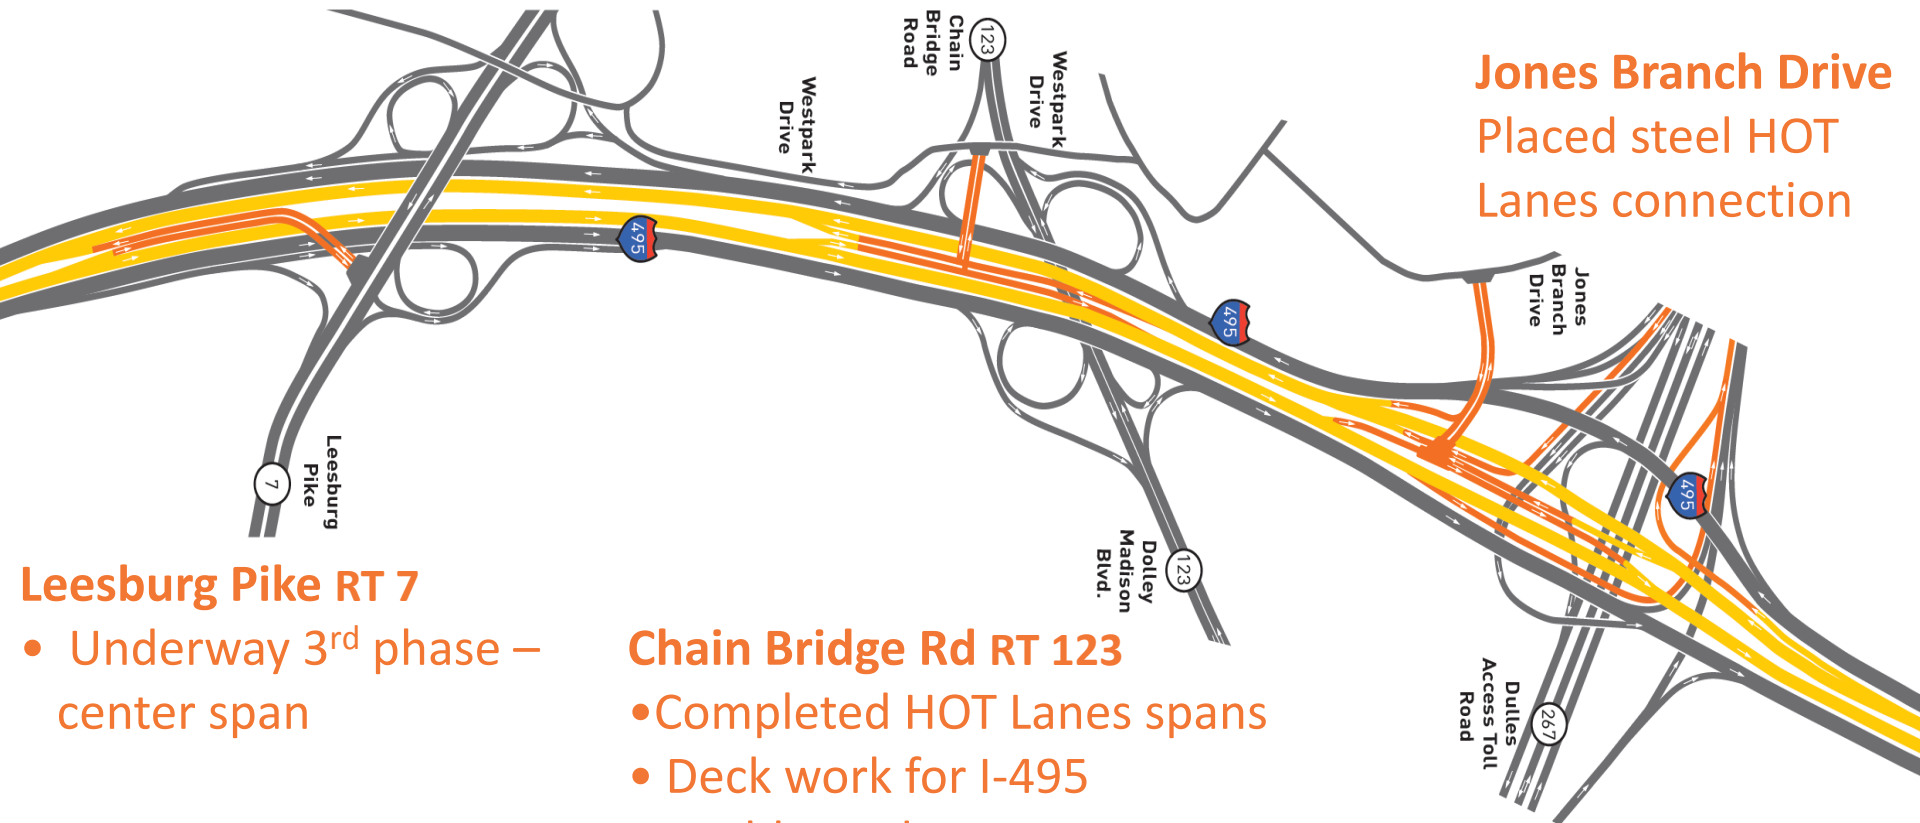 Chain
Bridge
Road
123
Westpark
Drive
Westpark
Drive
Jones Branch Drive
Placed steel HOT
Lanes connection
495
495
Jones
Branch
Drive
Leesburg
Pike
7
495
Leesburg Pike RT 7
• Underway 3rd phase –
center span
Dolley
Madison
Blvd.
123
Chain Bridge Rd RT 123
•Completed HOT Lanes spans
• Deck work for I-495
Dulles
Access Toll
Road
267